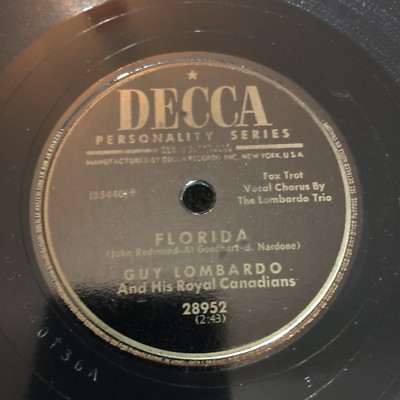 DECCA
PERSONALITY SERIES
MANUFACTURED BY DECCA RECORDS, INC., NEW YORK, U.S.A.
Fox Trot
Vocal Chorus By
The Lombardo Trio
FLORIDA
(John Redmond-Al Goodhart-J. Nardone)
GUY LOMBARDO
And His Royal Canadians
28952
(2:43)